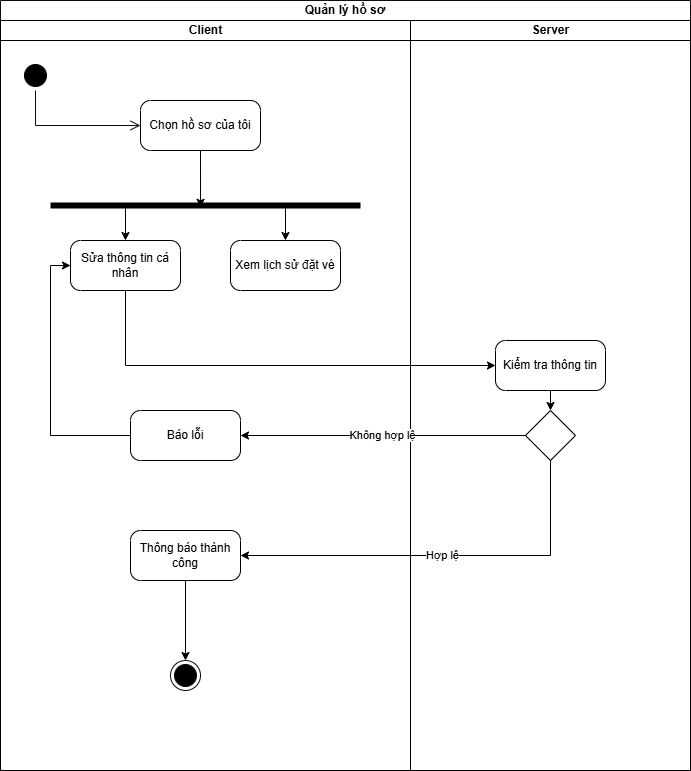 Quản lý hồ sơ
Client
Server
Chọn hồ sơ của tôi
Sửa thông tin cá
nhân
Xem lịch sử đặt vé
Kiểm tra thông tin
Báo lỗi
Không hợp lệ
Thông báo thành
công
Hợp lệ